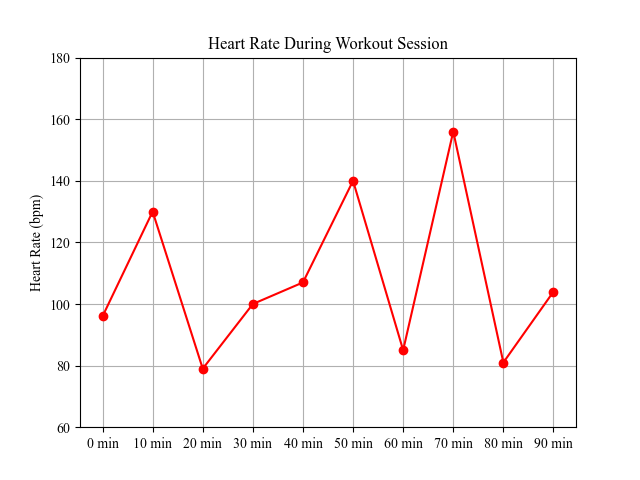 Heart Rate During Workout Session
Heart Rate (bpm)
180
160
140
120
100
80
60
0 min 10 min 20 min 30 min 40 min 50 min 60 min 70 min 80 min 90 min